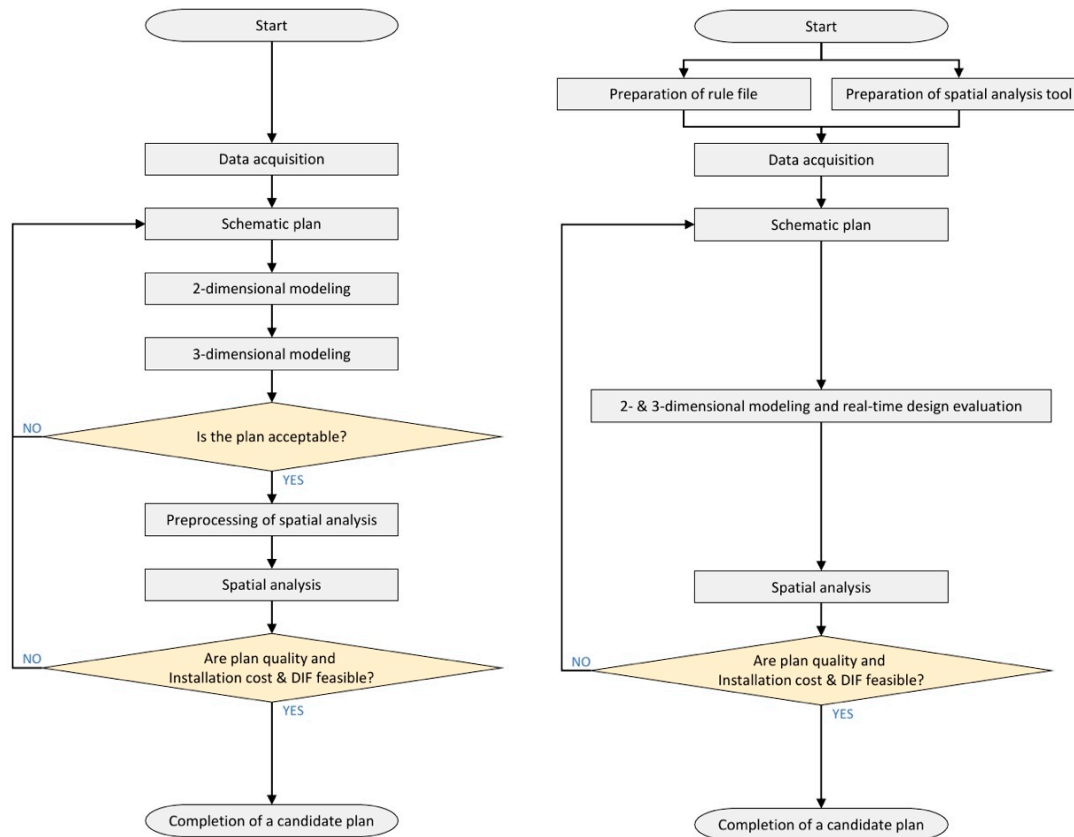 Start
Data acquisition
Schematic plan
2-dimensional modeling
3-dimensional modeling
Is the plan acceptable?
NO
YES
Preprocessing of spatial analysis
Spatial analysis
Are plan quality and
Installation cost & DIF feasible?
NO
YES
Completion of a candidate plan
Start
Preparation of rule file
Preparation of spatial analysis tool
Data acquisition
Schematic plan
2- & 3-dimensional modeling and real-time design evaluation
Spatial analysis
Are plan quality and
Installation cost & DIF feasible?
NO
YES
Completion of a candidate plan